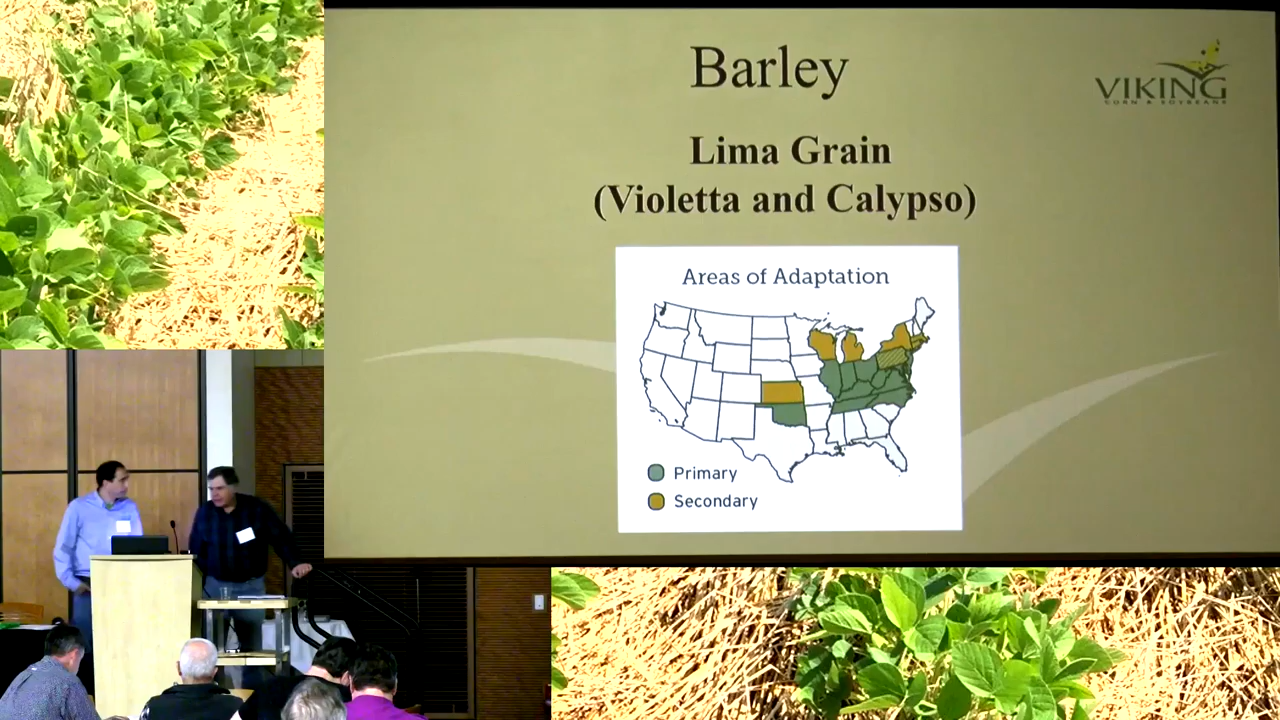 Barley
VIKING
CORN & SOYBEANS
Lima Grain
(Violetta and Calypso)
Areas of Adaptation
Primary
Secondary